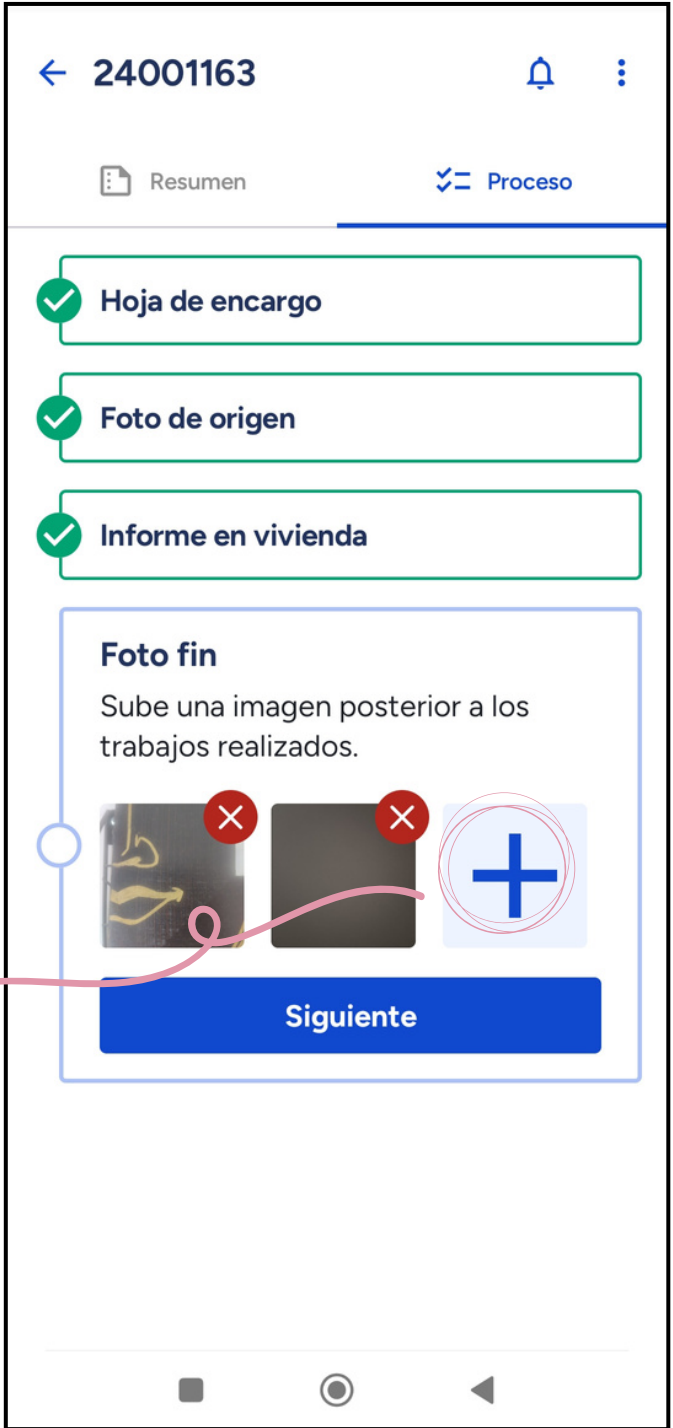 24001163
Resumen
Proceso
Hoja de encargo
Foto de origen
Informe en vivienda
Foto fin
Sube una imagen posterior a los
trabajos realizados.
Siguiente